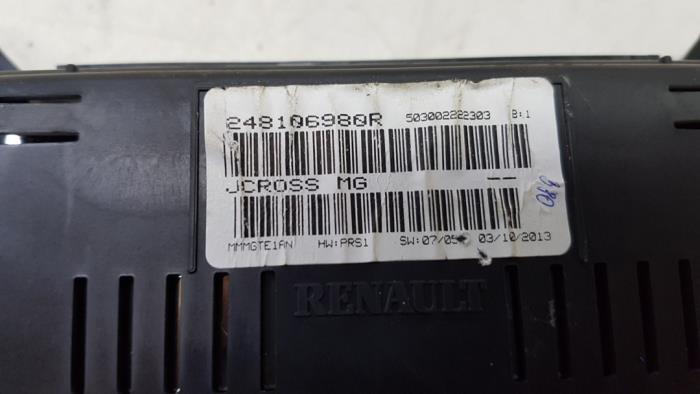 248106980R 503002222303 B:1
JCROSS MG --
MMMGTE1AN HW:PRS1 SW:07/05 03/10/2013
RENAULT